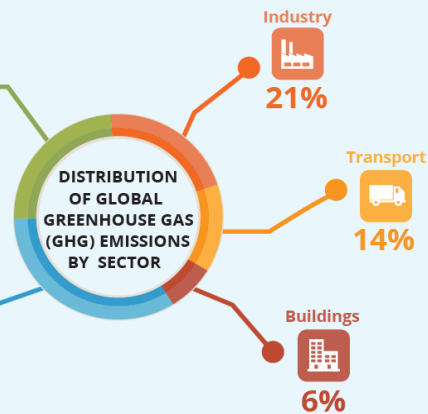 Industry
21%
Transport
14%
DISTRIBUTION
OF GLOBAL
GREENHOUSE GAS
(GHG) EMISSIONS
BY SECTOR
Buildings
6%